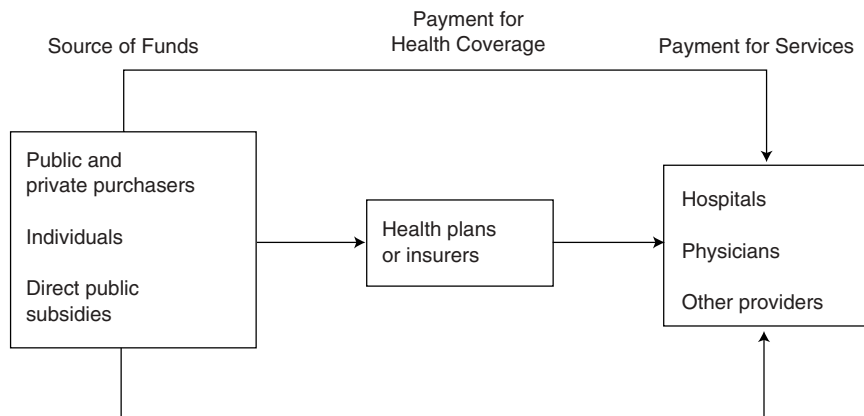 Source of Funds
Payment for
Health Coverage
Payment for Services
Public and
private purchasers
Individuals
Direct public
subsidies
Health plans
or insurers
Hospitals
Physicians
Other providers